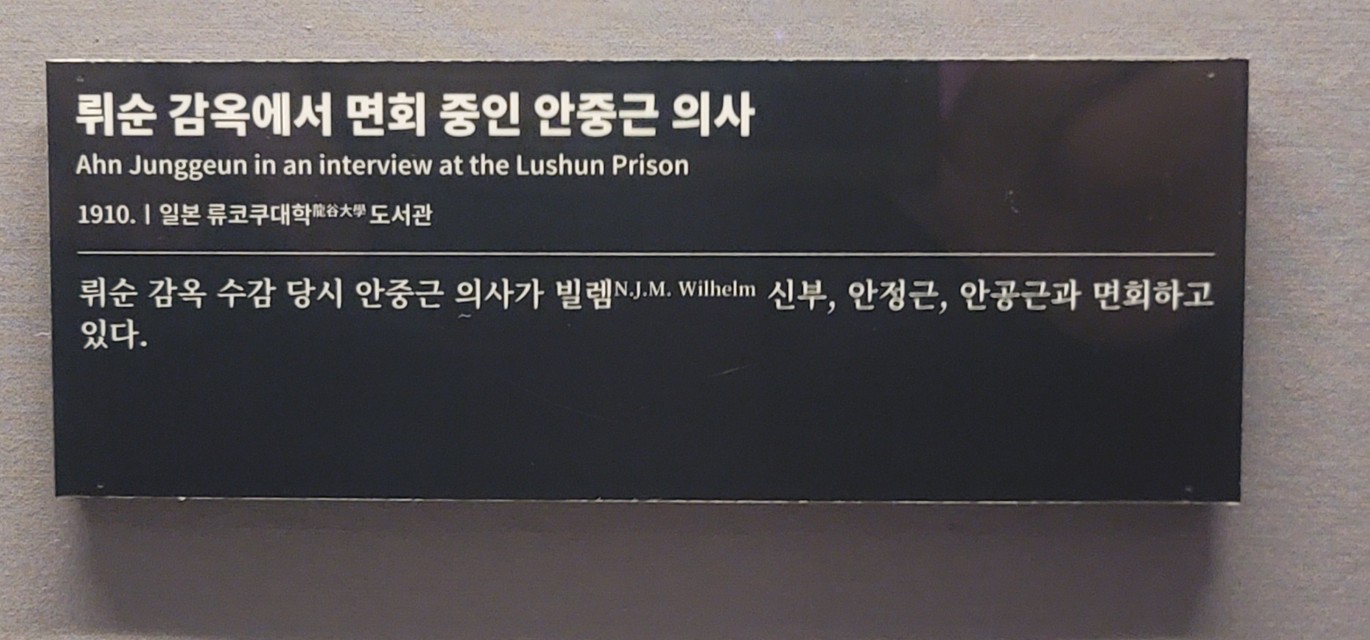 뤼순 감옥에서 면회 중인 안중근 의사
Ahn Junggeun in an interview at the Lushun Prison
1910. | 일본 류코쿠대학龍谷大學 도서관
뤼순 감옥 수감 당시 안중근 의사가 빌렘N.J.M. Wilhelm 신부, 안정근, 안공근과 면회하고
있다.